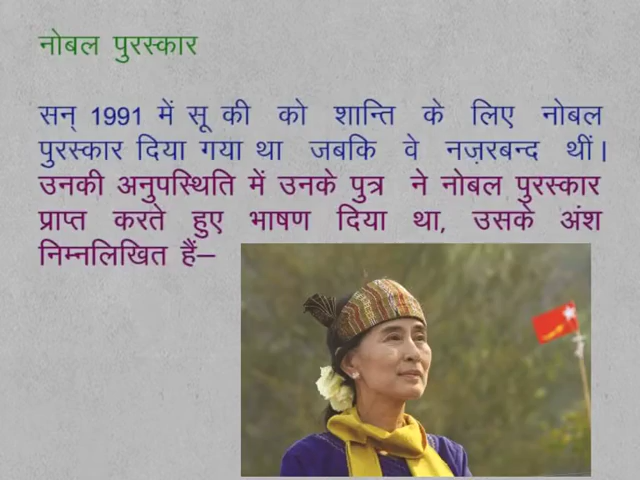 नोबल पुरस्कार
सन् 1991 में सू की को शान्ति के लिए नोबल
पुरस्कार दिया गया था जबकि वे नज़रबन्द थीं।
उनकी अनुपस्थिति में उनके पुत्र ने नोबल पुरस्कार
प्राप्त करते हुए भाषण दिया था, उसके अंश
निम्नलिखित हैं–